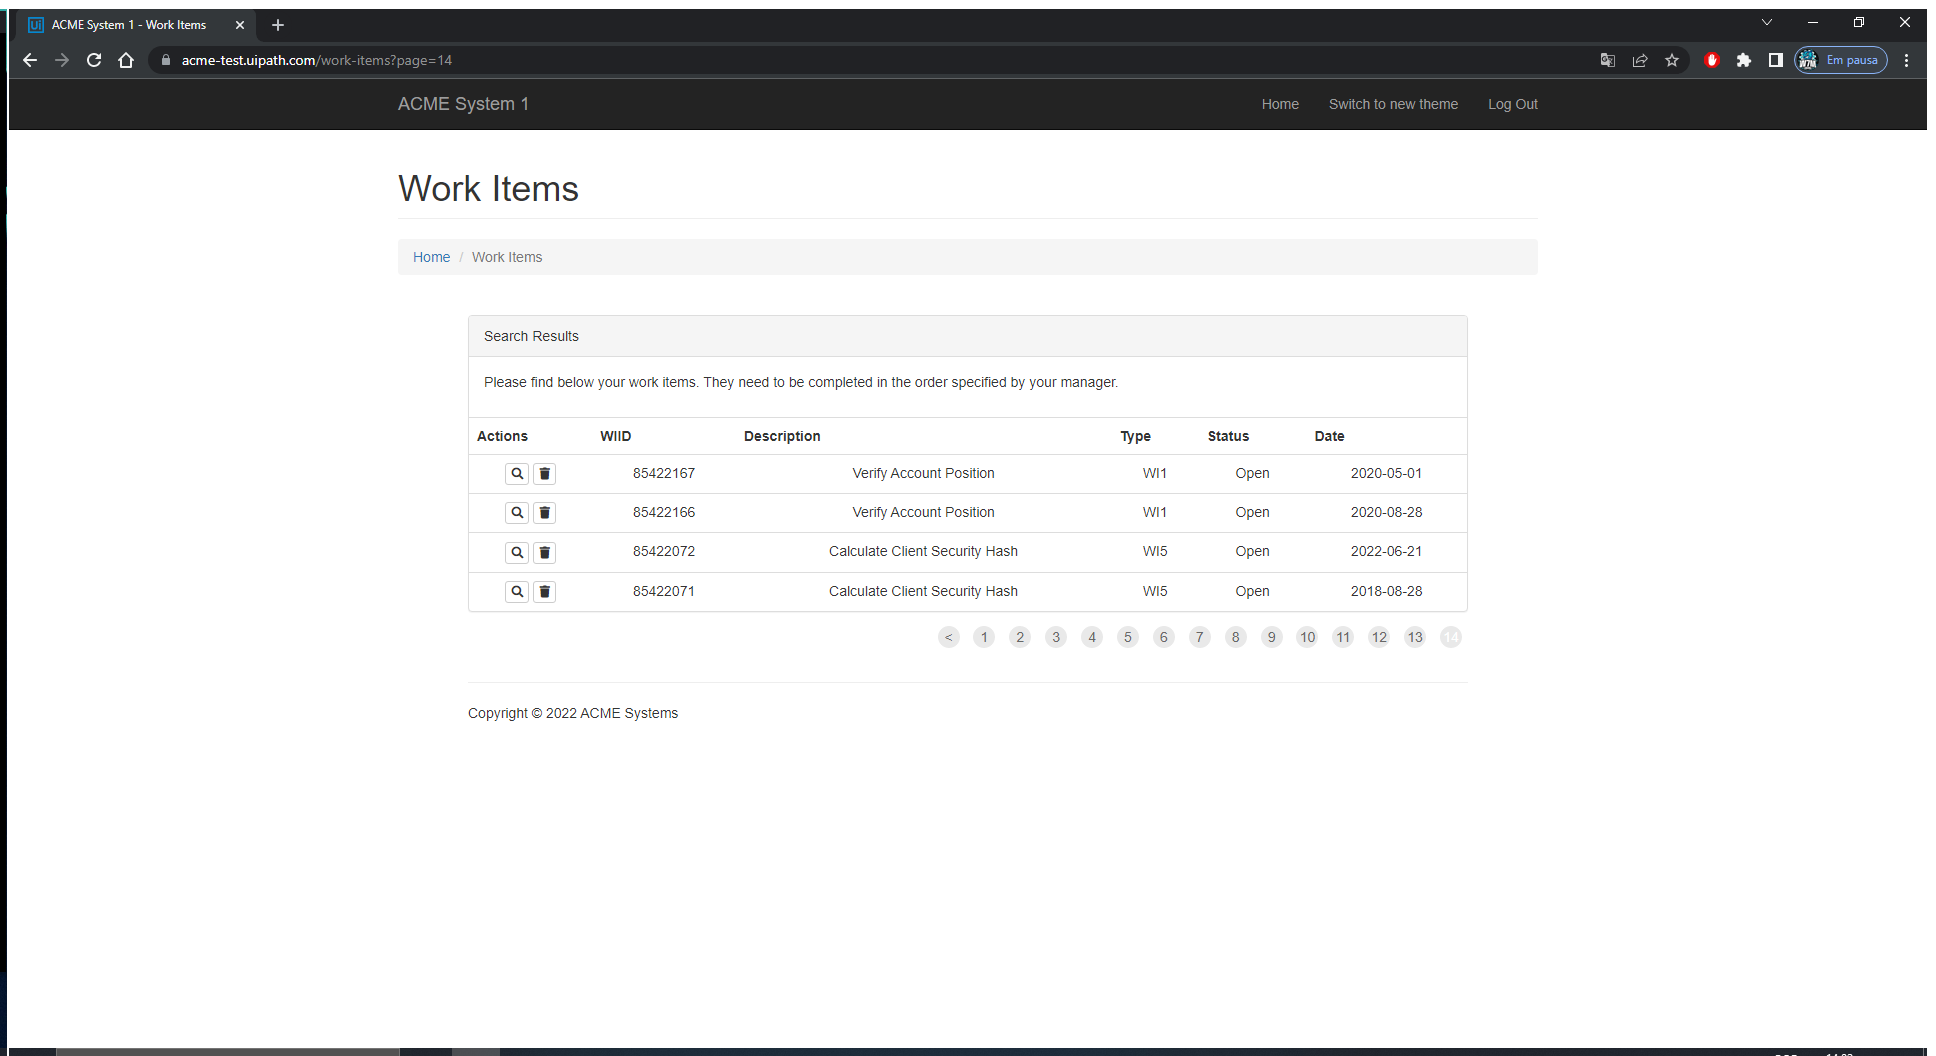 ACME System 1 - Work Items
acme-test.uipath.com/work-items?page=14
Em pausa
ACME System 1 Home Switch to new theme Log Out
Work Items
Home / Work Items
Search Results
Please find below your work items. They need to be completed in the order specified by your manager.
Actions WIID Description Type Status Date
85422167 Verify Account Position WI1 Open 2020-05-01
85422166 Verify Account Position WI1 Open 2020-08-28
85422072 Calculate Client Security Hash WI5 Open 2022-06-21
85422071 Calculate Client Security Hash WI5 Open 2018-08-28
< 1 2 3 4 5 6 7 8 9 10 11 12 13 14
Copyright © 2022 ACME Systems